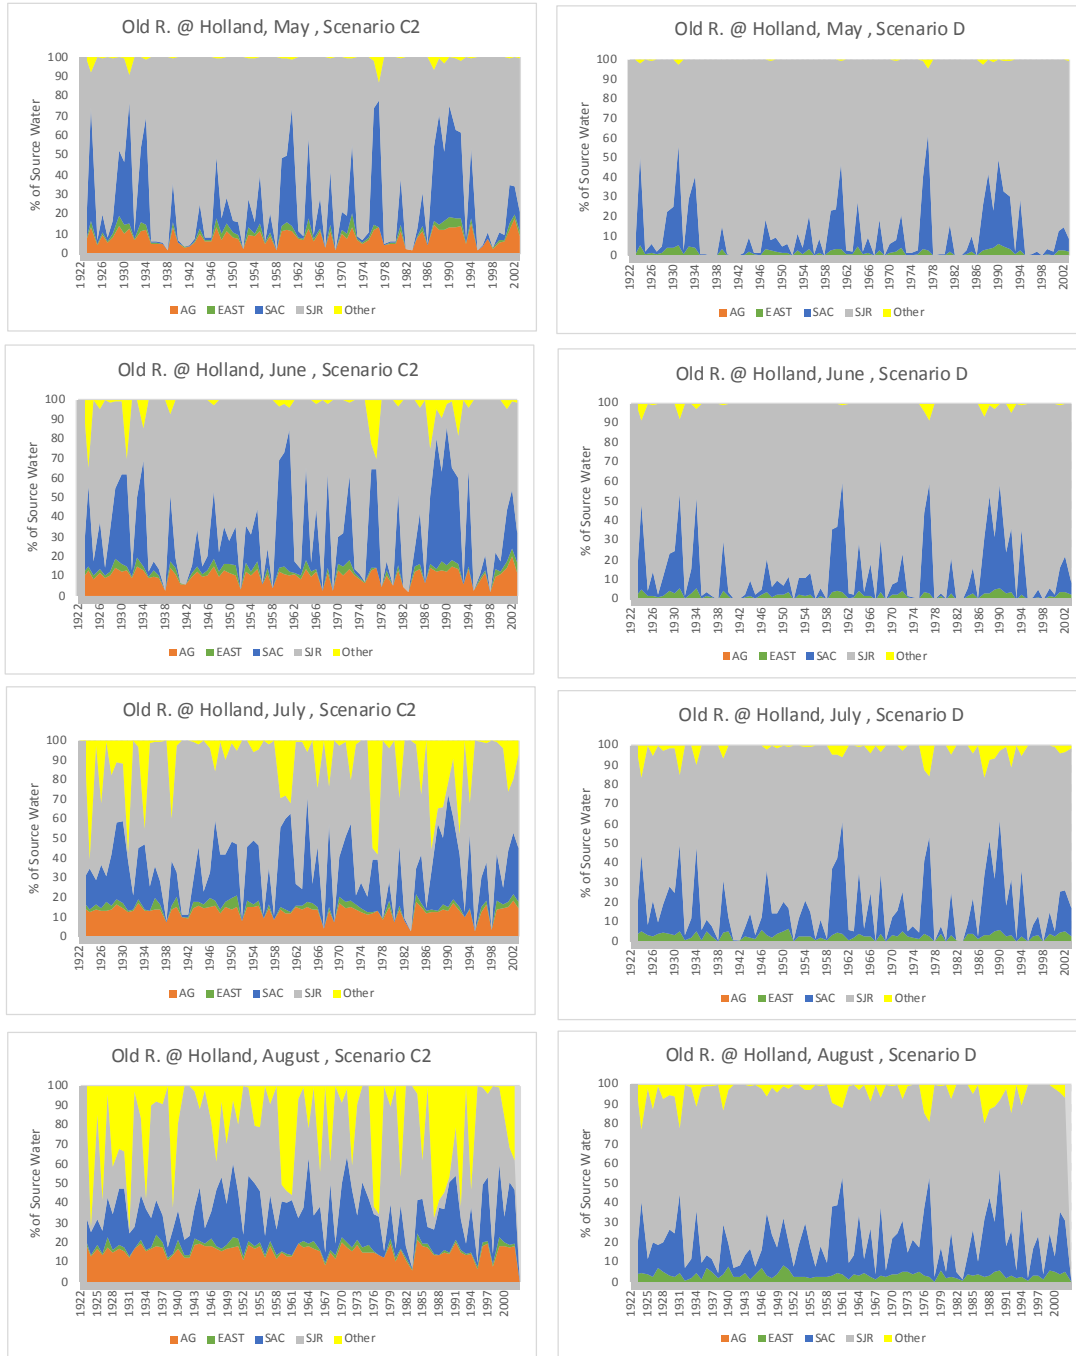 Old R. @ Holland, May , Scenario C2
% of Source Water
100
90
80
70
60
50
40
30
20
10
0
1922 1926 1930 1934 1938 1942 1946 1950 1954 1958 1962 1966 1970 1974 1978 1982 1986 1990 1994 1998 2002
AG EAST SAC SJR Other
Old R. @ Holland, May , Scenario D
% of Source Water
100
90
80
70
60
50
40
30
20
10
0
1922 1926 1930 1934 1938 1942 1946 1950 1954 1958 1962 1966 1970 1974 1978 1982 1986 1990 1994 1998 2002
AG EAST SAC SJR Other
Old R. @ Holland, June , Scenario C2
% of Source Water
100
90
80
70
60
50
40
30
20
10
0
1922 1926 1930 1934 1938 1942 1946 1950 1954 1958 1962 1966 1970 1974 1978 1982 1986 1990 1994 1998 2002
AG EAST SAC SJR Other
Old R. @ Holland, June , Scenario D
% of Source Water
100
90
80
70
60
50
40
30
20
10
0
1922 1926 1930 1934 1938 1942 1946 1950 1954 1958 1962 1966 1970 1974 1978 1982 1986 1990 1994 1998 2002
AG EAST SAC SJR Other
Old R. @ Holland, July , Scenario C2
% of Source Water
100
90
80
70
60
50
40
30
20
10
0
1922 1926 1930 1934 1938 1942 1946 1950 1954 1958 1962 1966 1970 1974 1978 1982 1986 1990 1994 1998 2002
AG EAST SAC SJR Other
Old R. @ Holland, July , Scenario D
% of Source Water
100
90
80
70
60
50
40
30
20
10
0
1922 1926 1930 1934 1938 1942 1946 1950 1954 1958 1962 1966 1970 1974 1978 1982 1986 1990 1994 1998 2002
AG EAST SAC SJR Other
Old R. @ Holland, August , Scenario C2
% of Source Water
100
90
80
70
60
50
40
30
20
10
0
1922 1925 1928 1931 1934 1937 1940 1943 1946 1949 1952 1955 1958 1961 1964 1967 1970 1973 1976 1979 1982 1985 1988 1991 1994 1997 2000
AG EAST SAC SJR Other
Old R. @ Holland, August , Scenario D
% of Source Water
100
90
80
70
60
50
40
30
20
10
0
1922 1925 1928 1931 1934 1937 1940 1943 1946 1949 1952 1955 1958 1961 1964 1967 1970 1973 1976 1979 1982 1985 1988 1991 1994 1997 2000
AG EAST SAC SJR Other